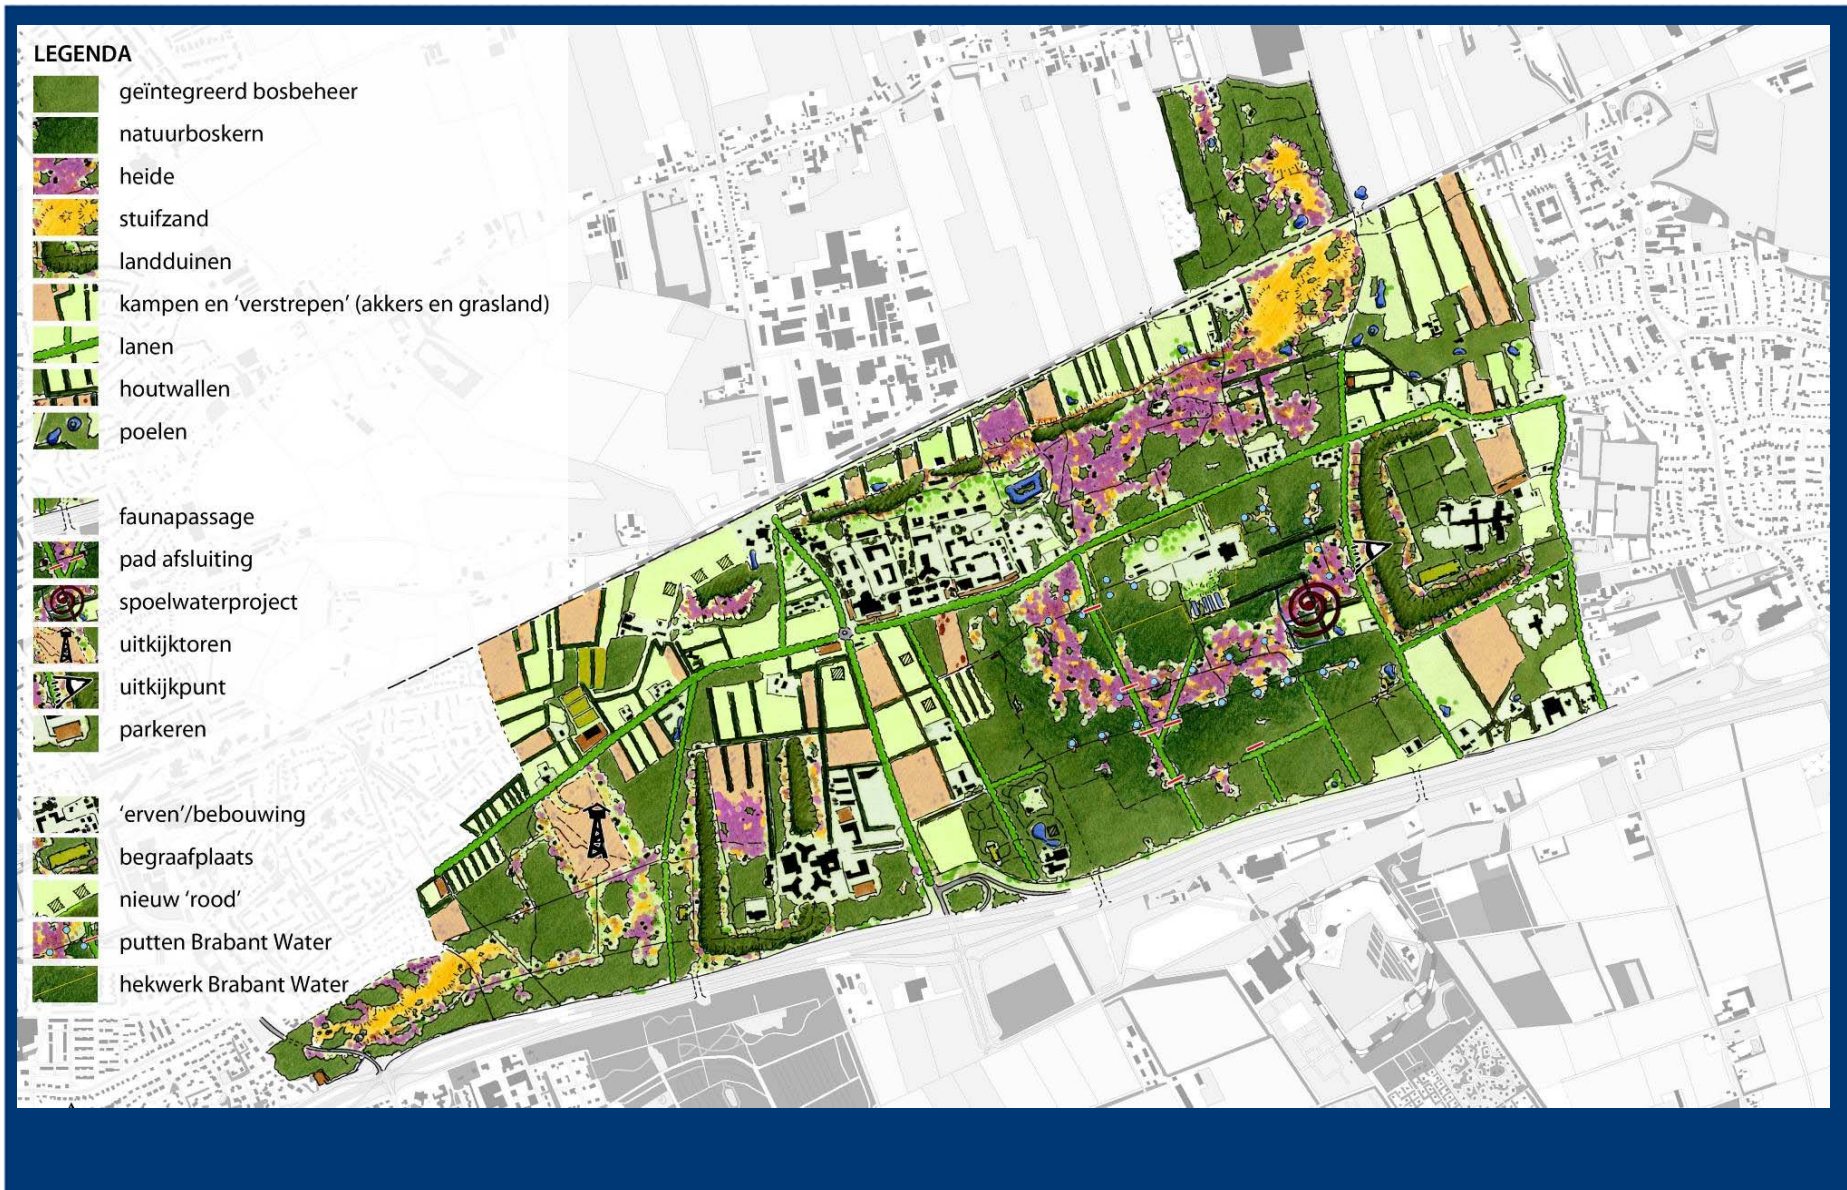 LEGENDA
geïntegreerd bosbeheer
natuurboskern
heide
stuifzand
landduinen
kampen en ‘verstrepen’ (akkers en grasland)
lanen
houtwallen
poelen
faunapassage
pad afsluiting
spoelwaterproject
uitkijktoren
uitkijkpunt
parkeren
‘erven’/bebouwing
begraafplaats
nieuw ‘rood’
putten Brabant Water
hekwerk Brabant Water